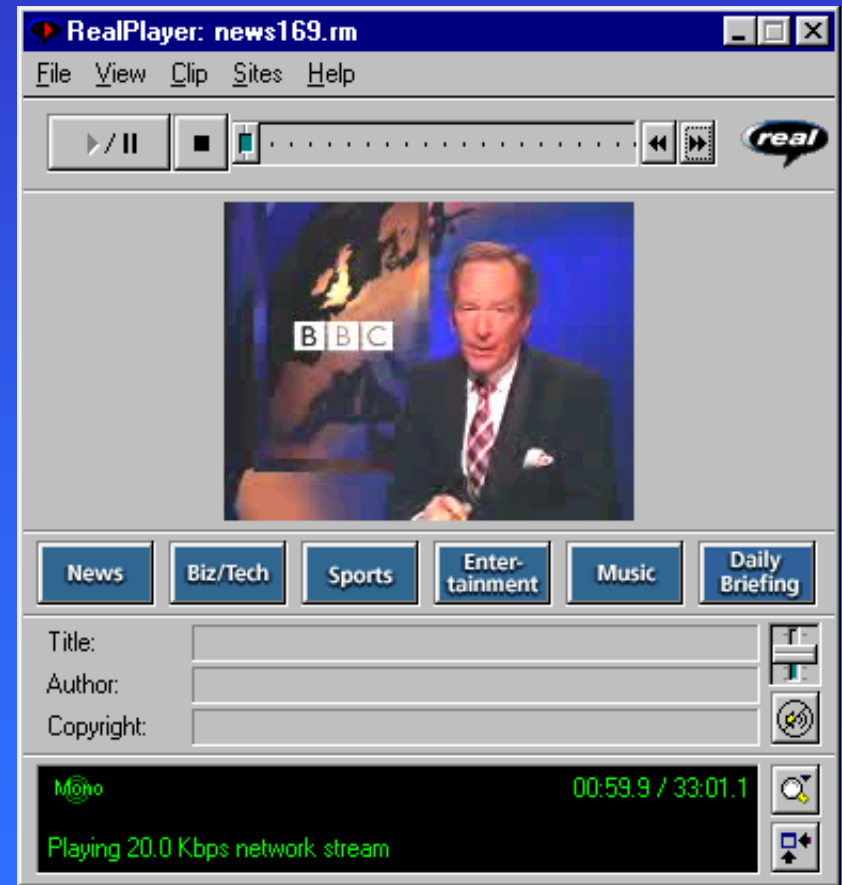 RealPlayer: news169.rm
File View Clip Sites Help
real
BBC
News Biz/Tech Sports Enter-
tainment Music Daily
Briefing
Title:
Author:
Copyright:
Mono 00:59.9 / 33:01.1
Playing 20.0 Kbps network stream